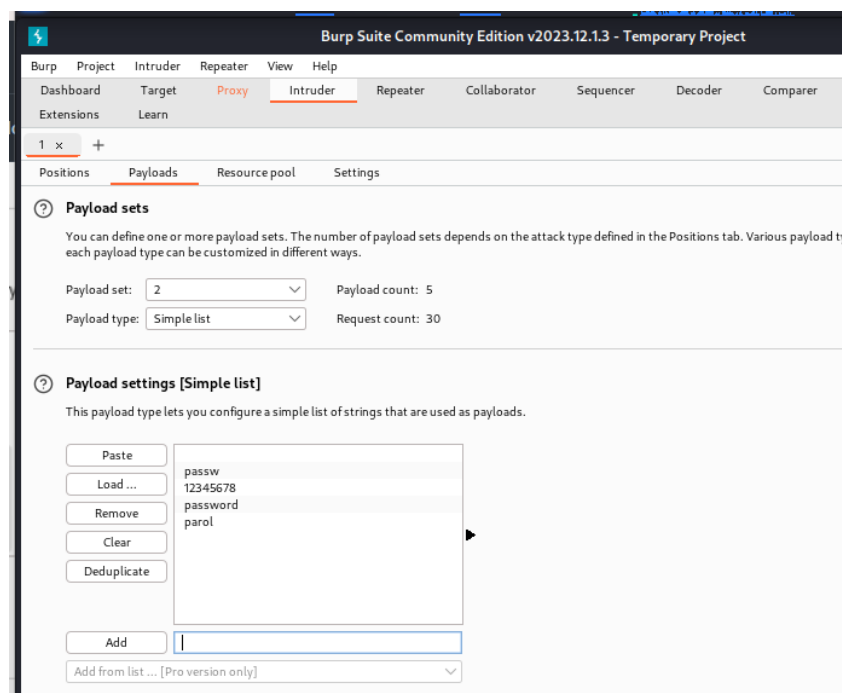 Burp Suite Community Edition v2023.12.1.3 - Temporary Project
Burp Project Intruder Repeater View Help
Dashboard Target Proxy Intruder Repeater Collaborator Sequencer Decoder Comparer
Extensions Learn
1 × +
Positions Payloads Resource pool Settings
? Payload sets
You can define one or more payload sets. The number of payload sets depends on the attack type defined in the Positions tab. Various payload
each payload type can be customized in different ways.
Payload set: 2 Payload count: 5
Payload type: Simple list Request count: 30
? Payload settings [Simple list]
This payload type lets you configure a simple list of strings that are used as payloads.
Paste
Load ...
Remove
Clear
Deduplicate
passw
12345678
password
parol
Add
Add from list ... [Pro version only]